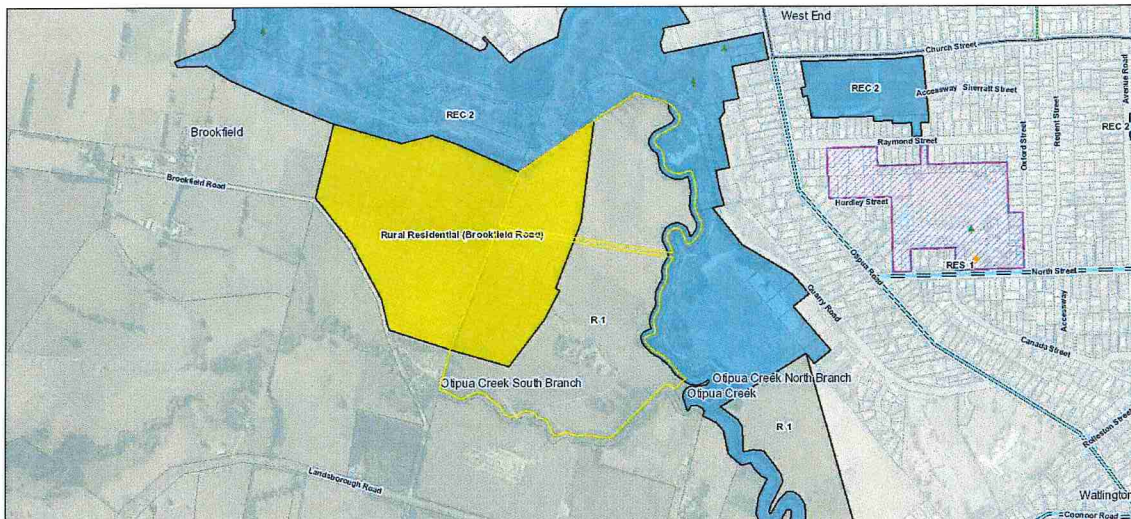 West End
Church Street
REC 2
Accessway
Sherratt Street
Avenue Road
REC 2
REC 2
Oxford Street
Regent Street
Brookfield
Raymond Street
Brookfield Road
Hurdley Street
Rural Residential (Brookfield Road)
RES 1
North Street
Otipua Road
Quarry Road
Accessway
R 1
Canada Street
Otipua Creek South Branch
Otipua Creek North Branch
Otipua Creek
R 1
Rolleston Street
Landsborough Road
Watlington
Coonoor Road